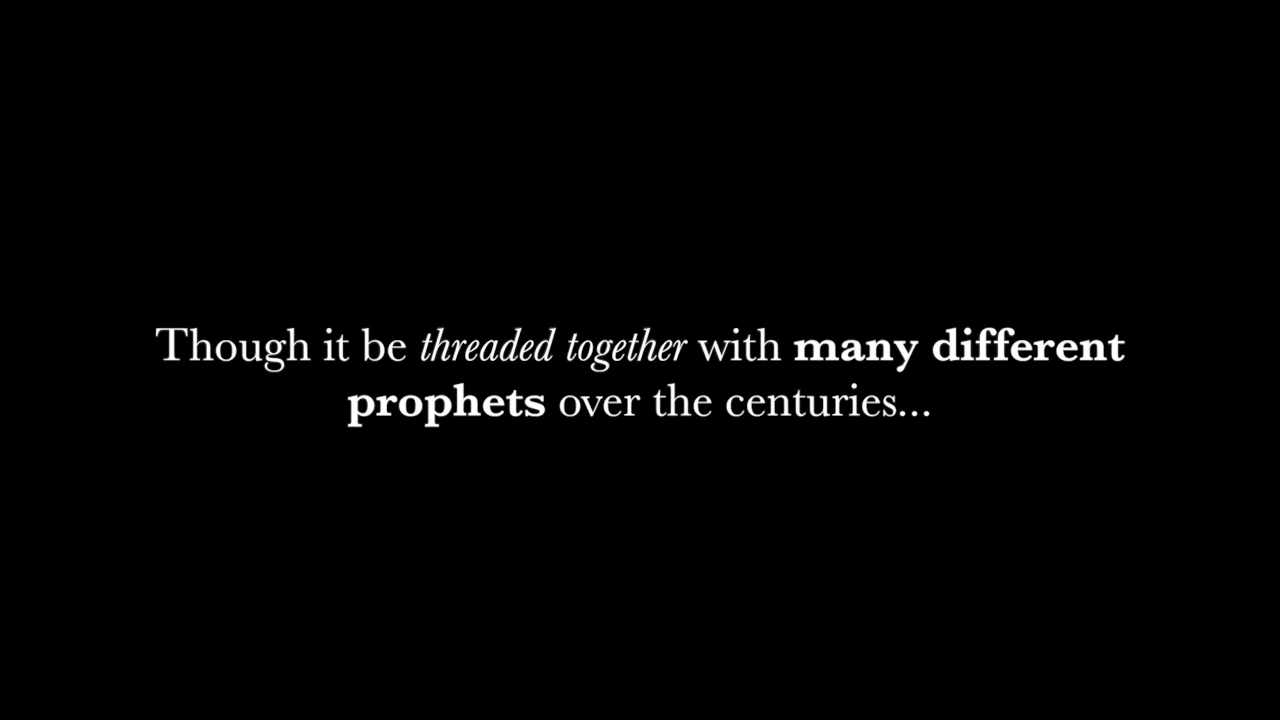 Though it be threaded together with many different
prophets over the centuries...